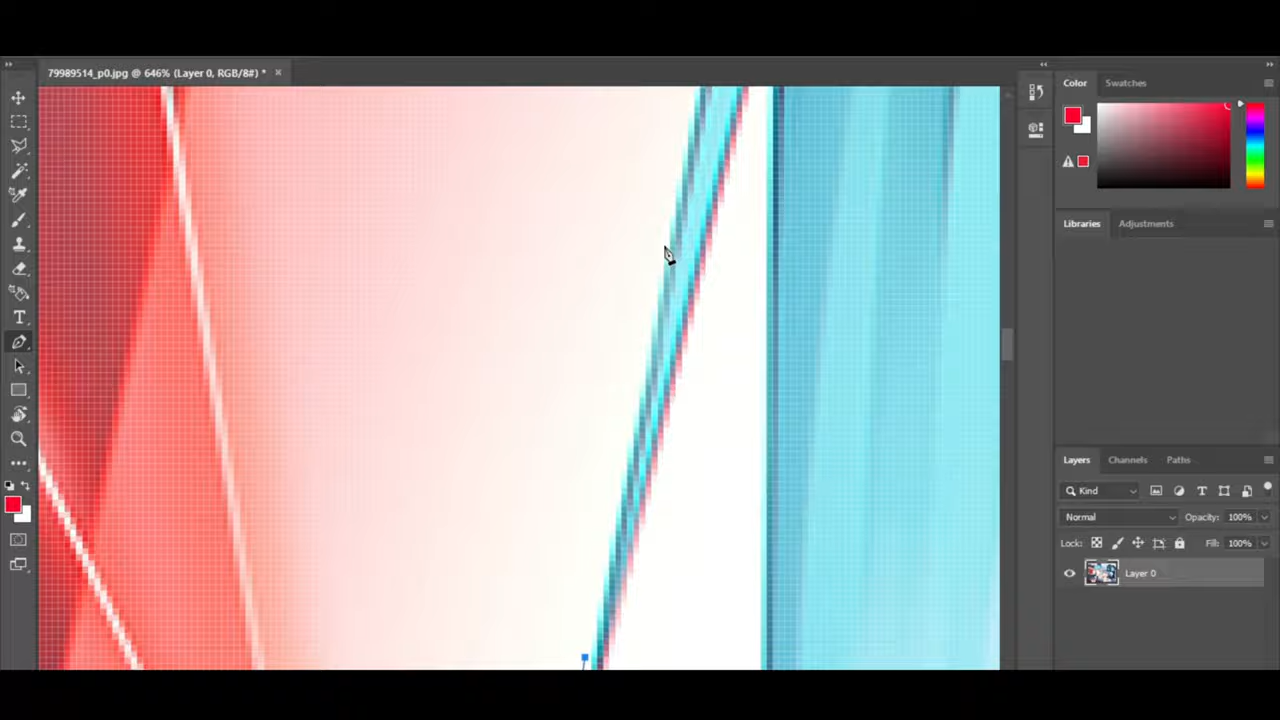 79989514_p0.jpg @ 646% (Layer 0, RGB/8#) *
Color
Swatches
Libraries
Adjustments
Layers
Channels
Paths
Kind
Normal
Opacity: 100%
Lock:
Fill: 100%
Layer 0